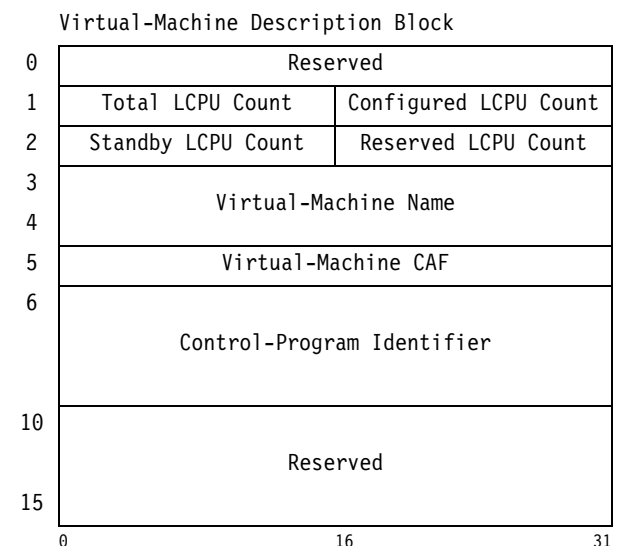 Virtual-Machine Description Block
0 Reserved
1 Total LCPU Count Configured LCPU Count
2 Standby LCPU Count Reserved LCPU Count
3
Virtual-Machine Name
4
5 Virtual-Machine CAF
6
Control-Program Identifier
10
Reserved
15
0 16 31